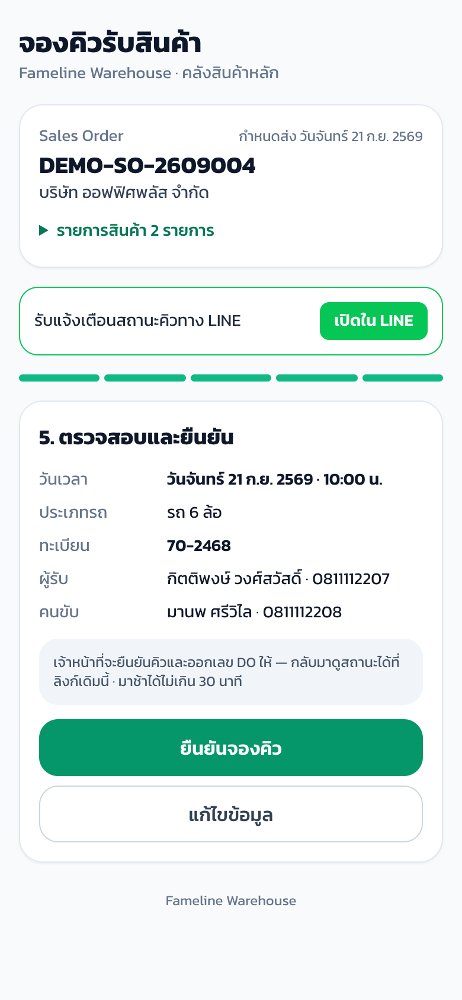 จองคิวรับสินค้า
Fameline Warehouse · คลังสินค้าหลัก
Sales Order
กำหนดส่ง วันจันทร์ 21 ก.ย. 2569
DEMO-SO-2609004
บริษัท ออฟฟิศพลัส จำกัด
▶ รายการสินค้า 2 รายการ
รับแจ้งเตือนสถานะคิวทาง LINE
เปิดใน LINE
5. ตรวจสอบและยืนยัน
วันเวลา วันจันทร์ 21 ก.ย. 2569 · 10:00 น.
ประเภทรถ รถ 6 ล้อ
ทะเบียน 70-2468
ผู้รับ กิตติพงษ์ วงศ์สวัสดิ์ · 0811112207
คนขับ มานพ ศรีวิไล · 0811112208
เจ้าหน้าที่จะยืนยันคิวและออกเลข DO ให้ — กลับมาดูสถานะได้ที่
ลิงก์เดิมนี้ · มาช้าได้ไม่เกิน 30 นาที
ยืนยันจองคิว
แก้ไขข้อมูล
Fameline Warehouse